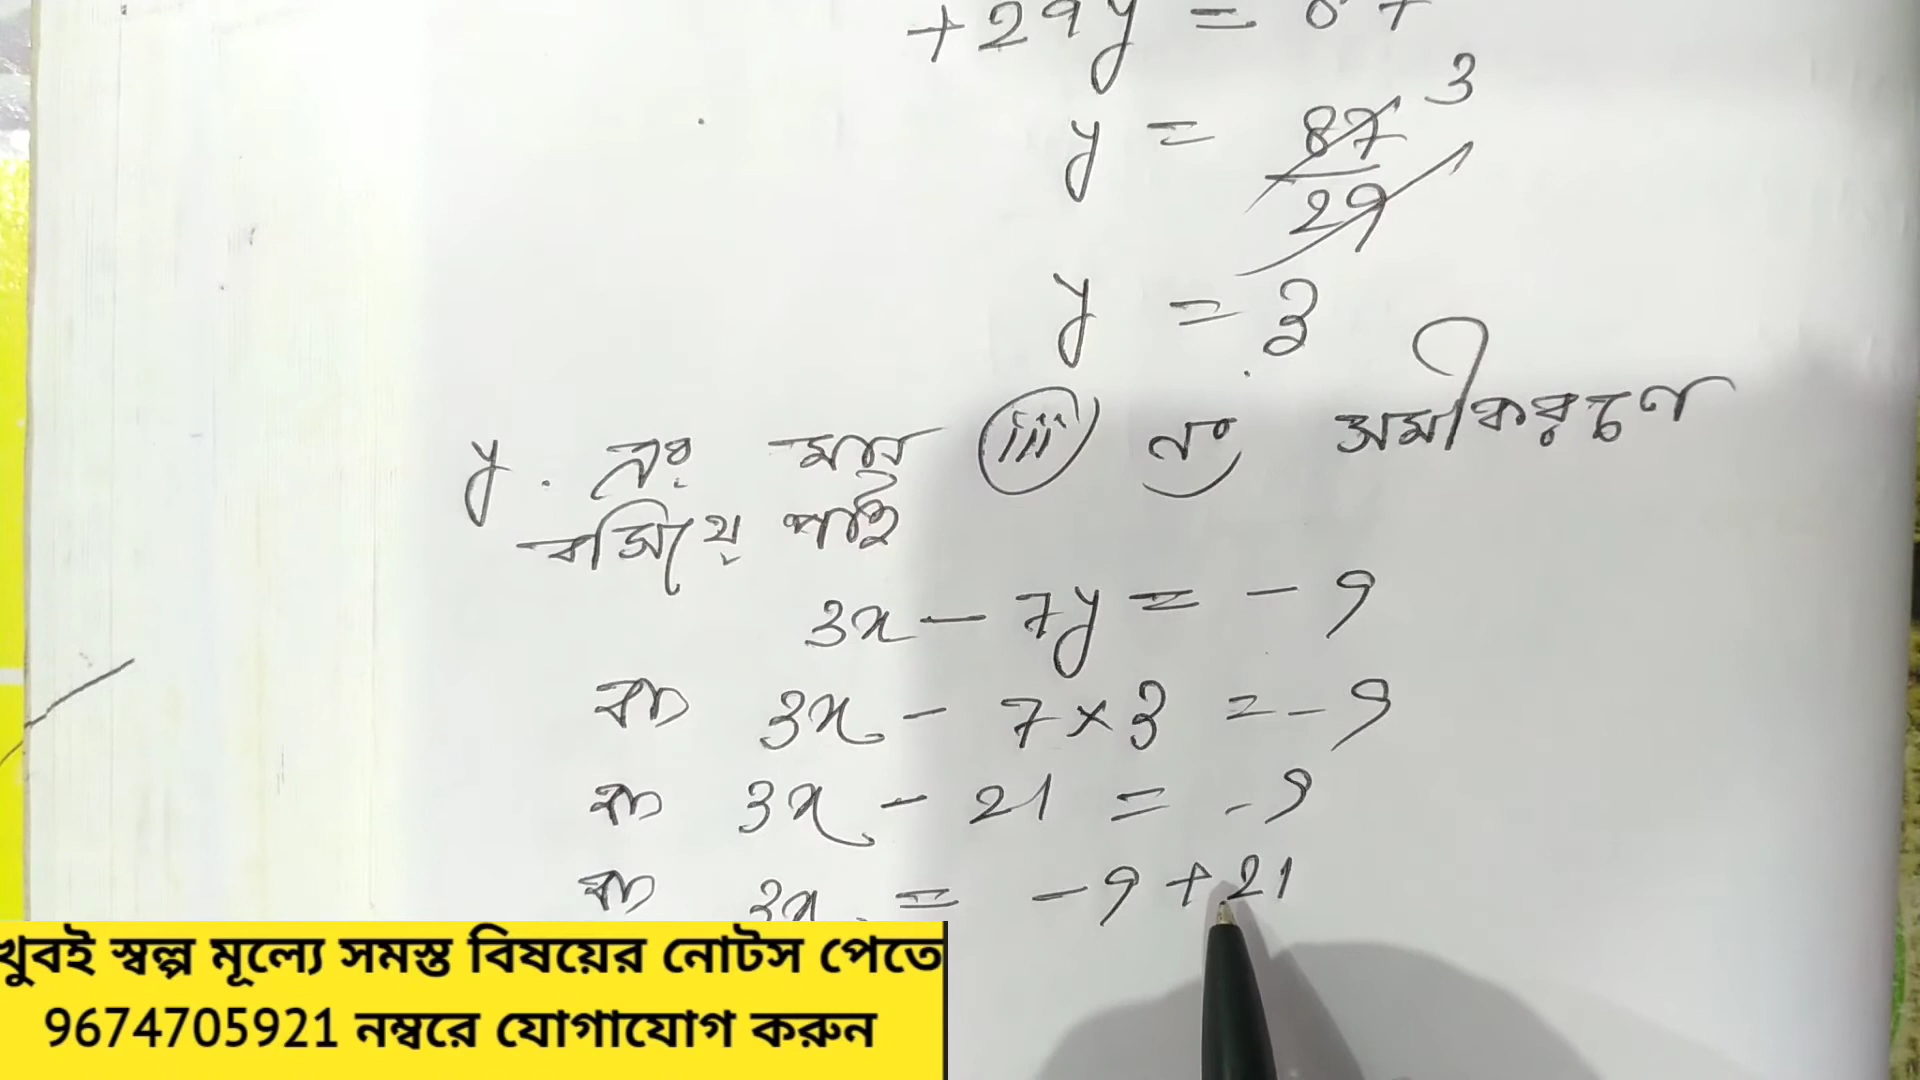 +29y = 87
y = 87/29 3
y = 3
y নং মান (iii) নং সমীকরণে
বসিয়ে পাই
3x - 7y = - 9
বা 3x - 7×3 = - 9
বা 3x - 21 = - 9
বা 3x = - 9 + 21
খুবই স্বল্প মূল্যে সমস্ত বিষয়ের নোটস পেতে
9674705921 নম্বরে যোগাযোগ করুন